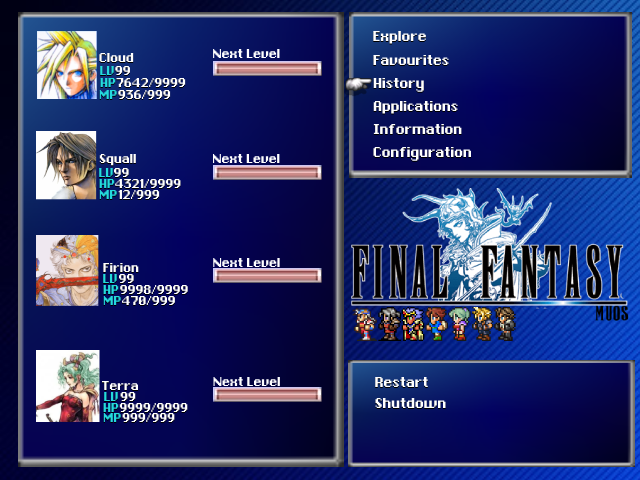 Cloud
LV99
HP7642/9999
MP936/999
Next Level
Squall
LV99
HP4321/9999
MP12/999
Next Level
Firion
LV99
HP9998/9999
MP470/999
Next Level
Terra
LV99
HP9999/9999
MP999/999
Next Level
Explore
Favourites
History
Applications
Information
Configuration
FINAL FANTASY
MUOS
Restart
Shutdown